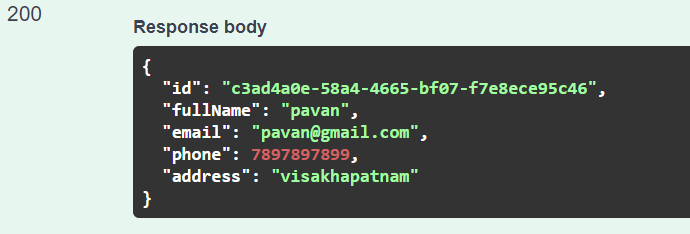 200
Response body
{
"id": "c3ad4a0e-58a4-4665-bf07-f7e8ece95c46",
"fullName": "pavan",
"email": "pavan@gmail.com",
"phone": 7897897899,
"address": "visakhapatnam"
}